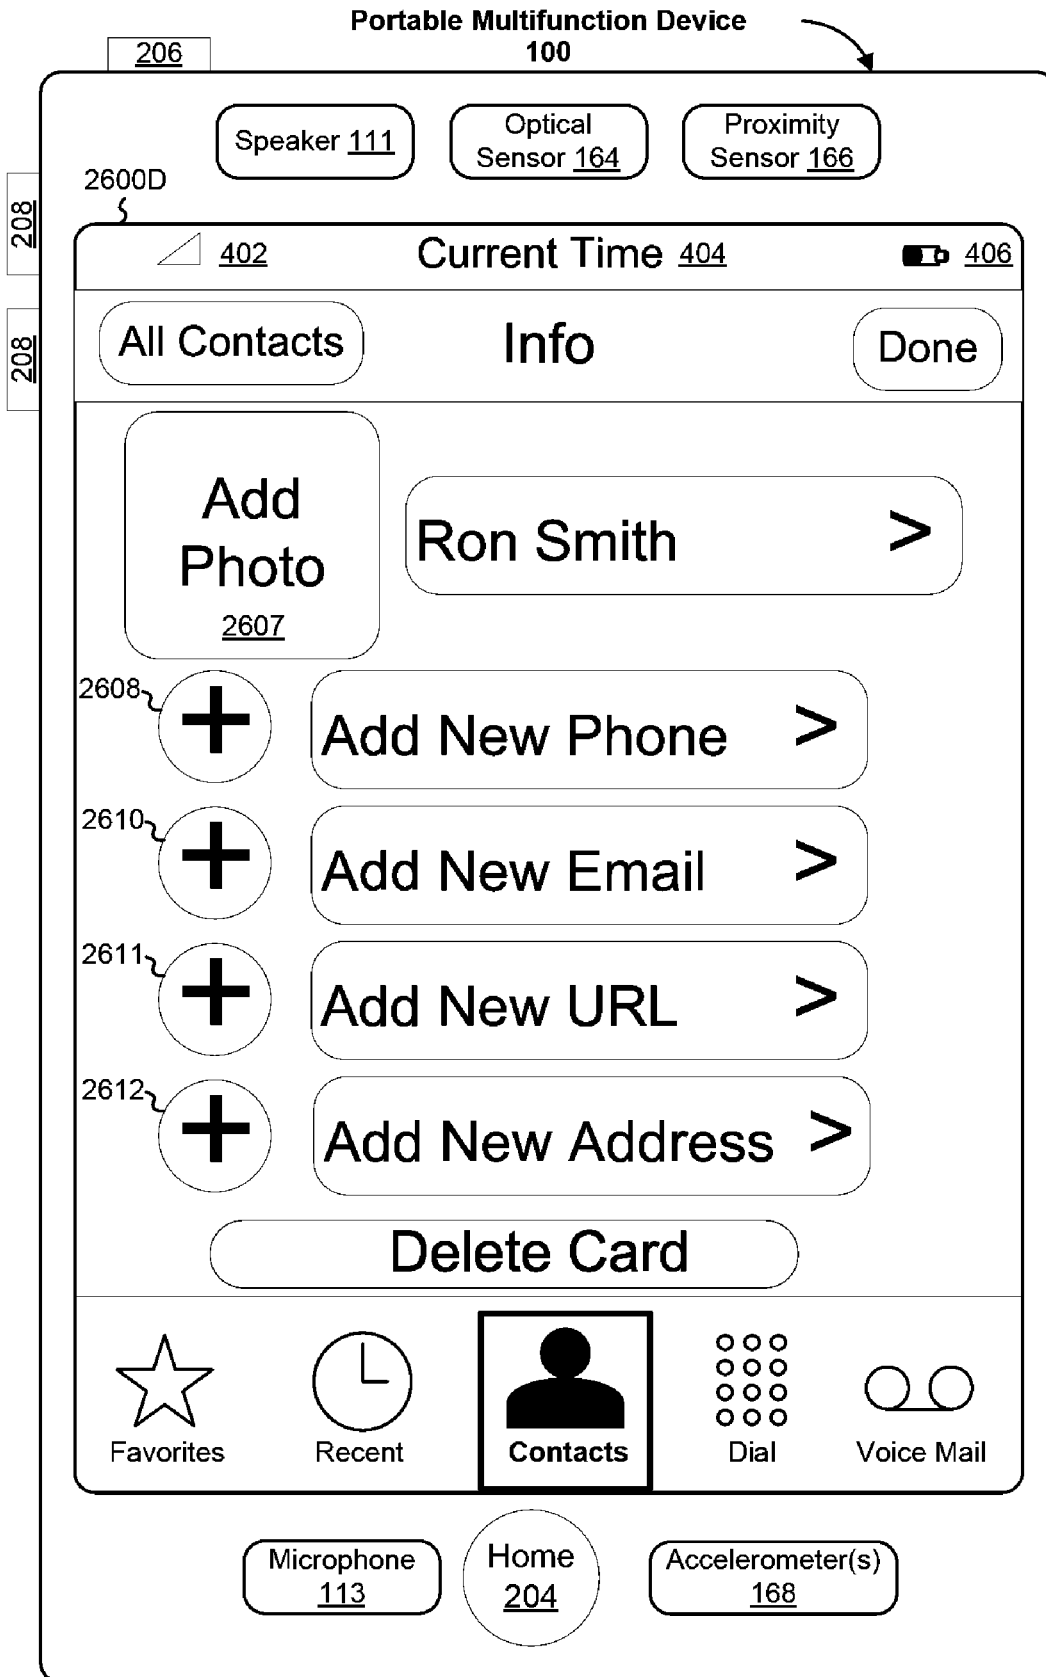 Portable Multifunction Device
100
206
Speaker 111
Optical
Sensor 164
Proximity
Sensor 166
2600D
208
402
Current Time 404
406
All Contacts
Info
Done
208
Add
Photo
2607
Ron Smith >
2608
+
Add New Phone >
2610
+
Add New Email >
2611
+
Add New URL >
2612
+
Add New Address >
Delete Card
Favorites
Recent
Contacts
Dial
Voice Mail
Microphone
113
Home
204
Accelerometer(s)
168